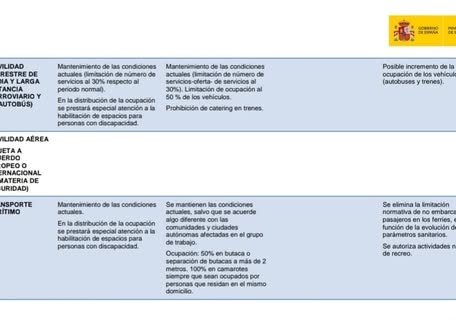 GOBIERNO
DE ESPAÑA
VILIDAD
RESTRE DE
DIA Y LARGA
TANCIA
RROVIARIO Y
AUTOBÚS)
Mantenimiento de las condiciones
actuales (limitación de número de
servicios al 30% respecto al
periodo normal).
En la distribución de la ocupación
se prestará especial atención a la
habilitación de espacios para
personas con discapacidad.
Mantenimiento de las condiciones
actuales (limitación de número de
servicios-oferta- de servicios al
30%). Limitación de ocupación al
50 % de los vehículos.
Prohibición de catering en trenes.
Posible incremento de la
ocupación de los vehículo
(autobuses y trenes).
VILIDAD AÉREA
JETA A
UERDO
ROPEO O
ERNACIONAL
MATERIA DE
GURIDAD)
ANSPORTE
RÍTIMO
Mantenimiento de las condiciones
actuales.
En la distribución de la ocupación
se prestará especial atención a la
habilitación de espacios para
personas con discapacidad.
Se mantienen las condiciones
actuales, salvo que se acuerde
algo diferente con las
comunidades y ciudades
autónomas afectadas en el grupo
de trabajo.
Ocupación: 50% en butaca o
separación de butacas a más de 2
metros. 100% en camarotes
siempre que sean ocupados por
personas que residan en el mismo
domicilio.
Se elimina la limitación
normativa de no embarca
pasajeros en los ferries, e
función de la evolución de
parámetros sanitarios.
Se autoriza actividades n
de recreo.